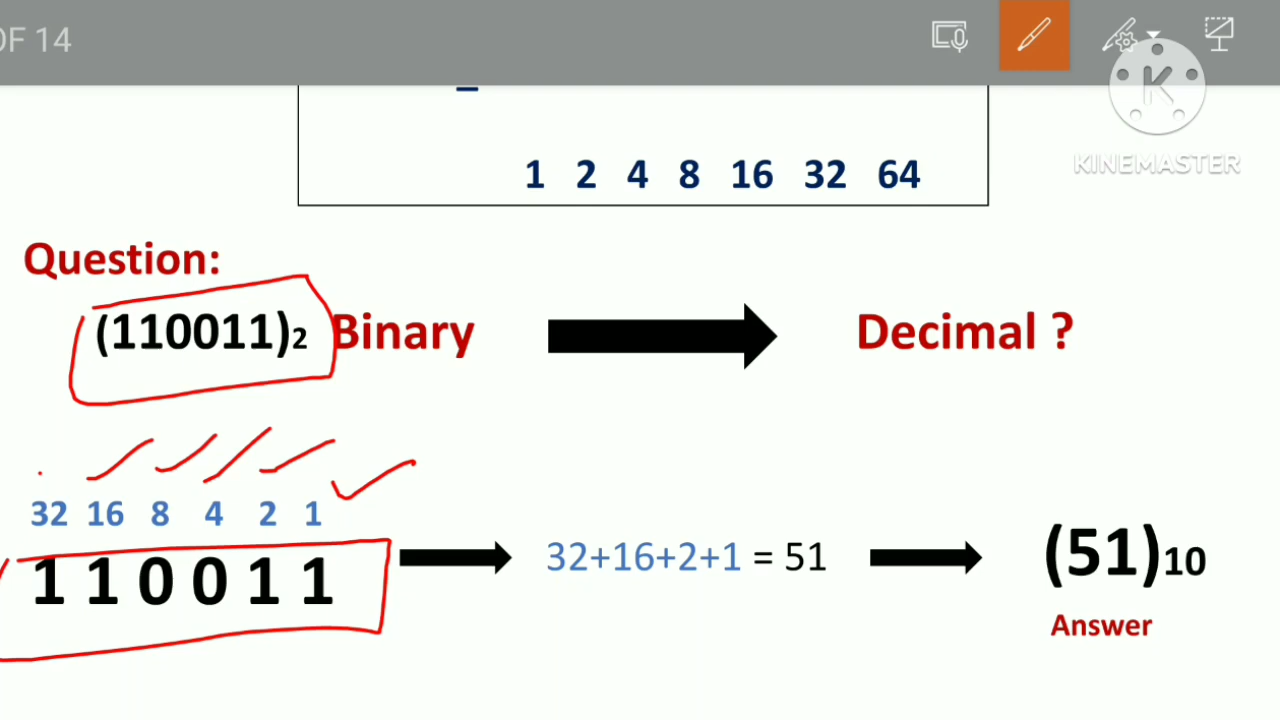 OF 14
K
KINEMASTER
1 2 4 8 16 32 64
Question:
(110011)2 Binary Decimal ?
32 16 8 4 2 1
1 1 0 0 1 1 32+16+2+1 = 51 (51)10
Answer